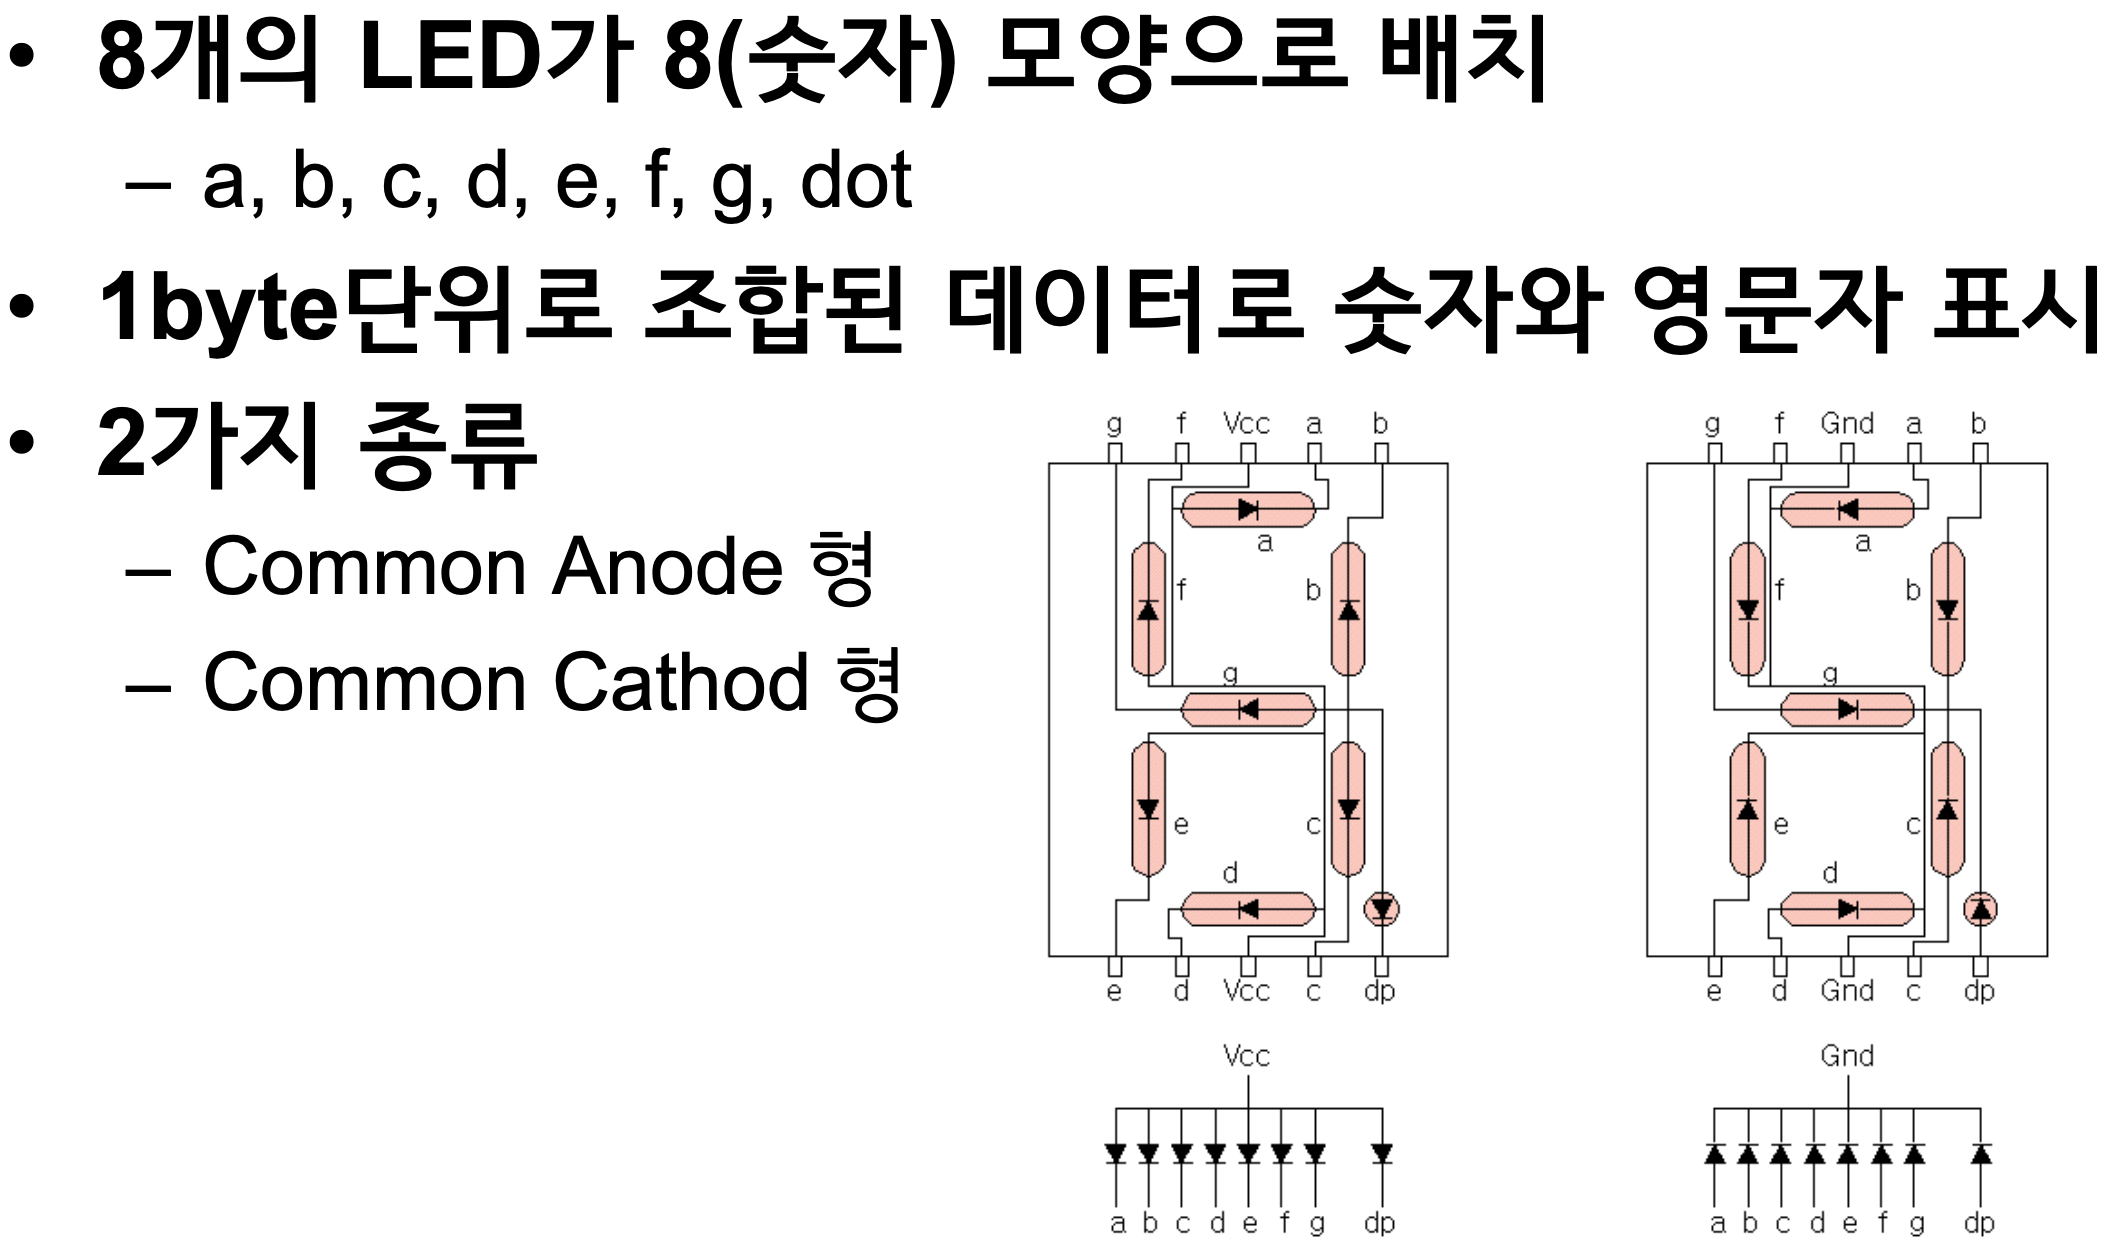 • 8개의 LED가 8(숫자) 모양으로 배치
– a, b, c, d, e, f, g, dot
• 1byte단위로 조합된 데이터로 숫자와 영문자 표시
• 2가지 종류
– Common Anode 형
– Common Cathod 형
g f Vcc a b
a
f b
g
e c
d
e d Vcc c dp
Vcc
a b c d e f g dp
g f Gnd a b
a
f b
g
e c
d
e d Gnd c dp
Gnd
a b c d e f g dp